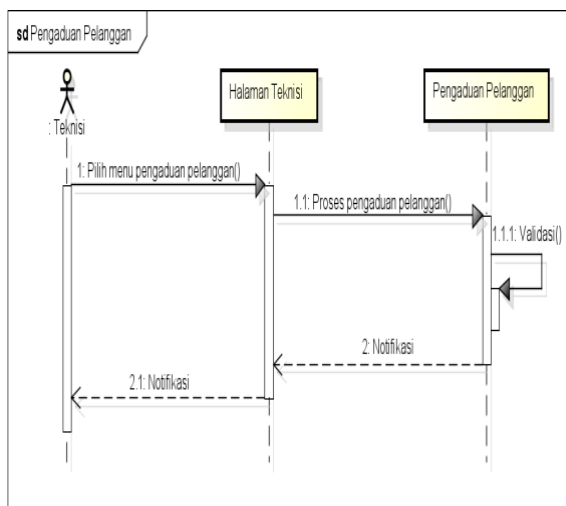 sd Pengaduan Pelanggan
: Teknisi
Halaman Teknisi
Pengaduan Pelanggan
1: Pilih menu pengaduan pelanggan()
1.1: Proses pengaduan pelanggan()
1.1.1: Validasi()
2: Notifikasi
2.1: Notifikasi